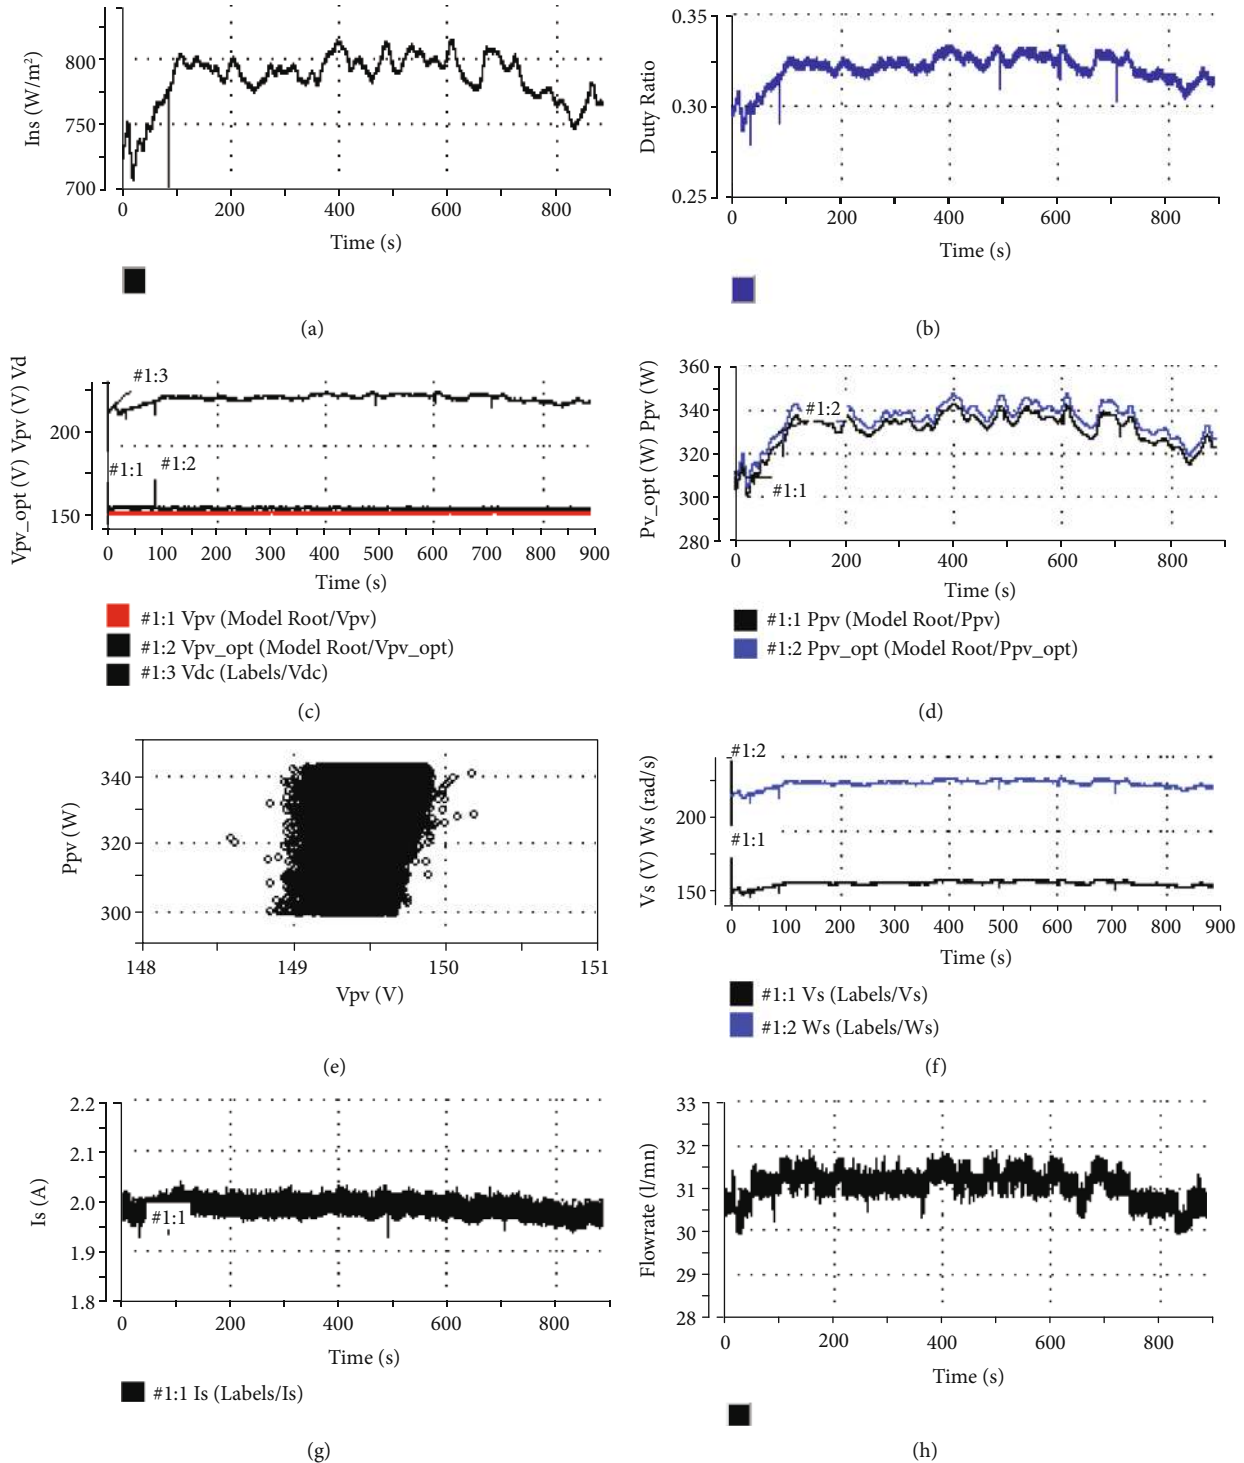 Ins (W/m²)
800
750
700
0 200 400 600 800
Time (s)
(a)
Duty Ratio
0.35
0.30
0.25
0 200 400 600 800
Time (s)
(b)
Vpv_opt (V) Vpv (V) Vd
#1:3
200
#1:1
#1:2
150
0 100 200 300 400 500 600 700 800 900
Time (s)
#1:1 Vpv (Model Root/Vpv)
#1:2 Vpv_opt (Model Root/Vpv_opt)
#1:3 Vdc (Labels/Vdc)
(c)
Pv_opt (W) Ppv (W)
360
340
#1:2
320
300
#1:1
280
0 200 400 600 800
Time (s)
#1:1 Ppv (Model Root/Ppv)
#1:2 Ppv_opt (Model Root/Ppv_opt)
(d)
Ppv (W)
340
320
300
148 149 150 151
Vpv (V)
(e)
Vs (V) Ws (rad/s)
#1:2
200
#1:1
150
0 100 200 300 400 500 600 700 800 900
Time (s)
#1:1 Vs (Labels/Vs)
#1:2 Ws (Labels/Ws)
(f)
Is (A)
2.2
2.1
2.0
#1:1
1.9
1.8
0 200 400 600 800
Time (s)
#1:1 Is (Labels/Is)
(g)
Flowrate (l/mn)
33
32
31
30
29
28
0 200 400 600 800
Time (s)
(h)